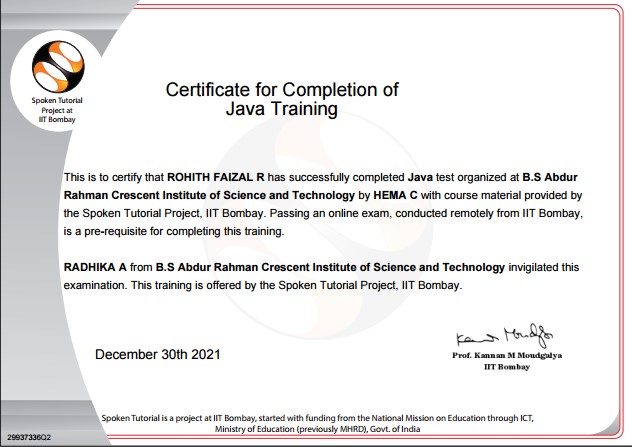 Spoken Tutorial
Project at
IIT Bombay
Certificate for Completion of
Java Training
This is to certify that ROHITH FAIZAL R has successfully completed Java test organized at B.S Abdur
Rahman Crescent Institute of Science and Technology by HEMA C with course material provided by
the Spoken Tutorial Project, IIT Bombay. Passing an online exam, conducted remotely from IIT Bombay,
is a pre-requisite for completing this training.
RADHIKA A from B.S Abdur Rahman Crescent Institute of Science and Technology invigilated this
examination. This training is offered by the Spoken Tutorial Project, IIT Bombay.
December 30th 2021
Prof. Kannan M Moudgalya
IIT Bombay
Spoken Tutorial is a project at IIT Bombay, started with funding from the National Mission on Education through ICT,
Ministry of Education (previously MHRD), Govt. of India
29937336Q2